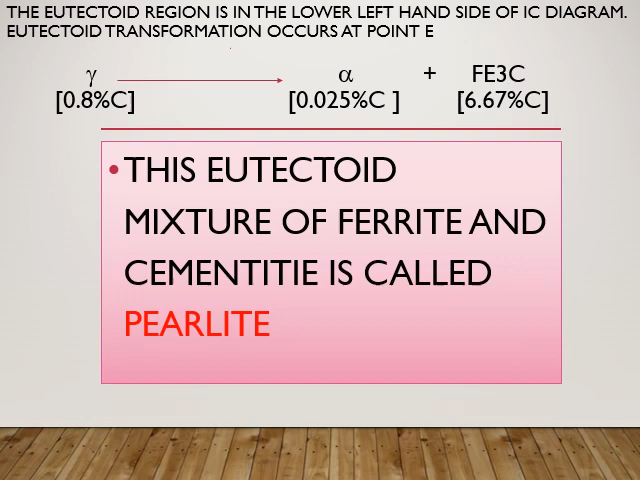 THE EUTECTOID REGION IS IN THE LOWER LEFT HAND SIDE OF IC DIAGRAM.
EUTECTOID TRANSFORMATION OCCURS AT POINT E
γ α + FE3C
[0.8%C] [0.025%C ] [6.67%C]
•THIS EUTECTOID
MIXTURE OF FERRITE AND
CEMENTITIE IS CALLED
PEARLITE